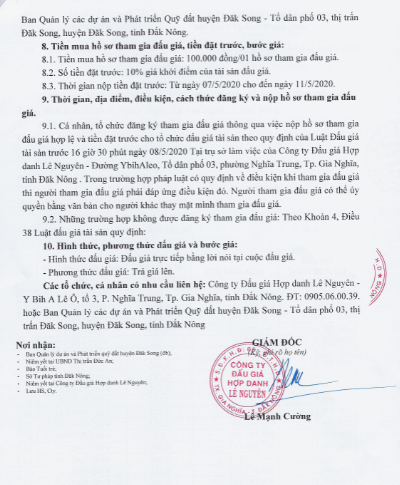 Ban Quản lý các dự án và Phát triển Quỹ đất huyện Đăk Song - Tổ dân phố 03, thị trấn
Đăk Song, huyện Đăk Song, tỉnh Đăk Nông.
8. Tiền mua hồ sơ tham gia đấu giá, tiền đặt trước, bước giá:
8.1. Tiền mua hồ sơ tham gia đấu giá: 100.000 đồng/01 hồ sơ tham gia đấu giá.
8.2. Số tiền đặt trước: 10% giá khởi điểm của tài sản đấu giá.
8.3. Thời gian nộp tiền đặt trước: Từ ngày 07/5/2020 cho đến ngày 11/5/2020.
9. Thời gian, địa điểm, điều kiện, cách thức đăng ký và nộp hồ sơ tham gia đấu
giá.
9.1. Cá nhân, tổ chức đăng ký tham gia đấu giá thông qua việc nộp hồ sơ tham gia
đấu giá hợp lệ và tiền đặt trước cho tổ chức đấu giá tài sản theo quy định của Luật Đấu giá
tài sản trước 16 giờ 30 phút ngày 08/5/2020 Tại trụ sở làm việc của Công ty Đấu giá Hợp
danh Lê Nguyên - Đường YbihAleo, Tổ dân phố 03, phường Nghĩa Trung, Tp. Gia Nghĩa,
tỉnh Đăk Nông . Trong trường hợp pháp luật có quy định về điều kiện khi tham gia đấu giá
thì người tham gia đấu giá phải đáp ứng điều kiện đó. Người tham gia đấu giá có thể ủy
quyền bằng văn bản cho người khác thay mặt mình tham gia đấu giá.
9.2. Những trường hợp không được đăng ký tham gia đấu giá: Theo Khoản 4, Điều
38 Luật đấu giá tài sản quy định:
10. Hình thức, phương thức đấu giá và bước giá:
- Hình thức đấu giá: Đấu giá trực tiếp bằng lời nói tại cuộc đấu giá.
- Phương thức đấu giá: Trả giá lên.
Các tổ chức, cá nhân có nhu cầu liên hệ: Công ty Đấu giá Hợp danh Lê Nguyên -
Y Bih A Lê Ô, tổ 3, P. Nghĩa Trung, Tp. Gia Nghĩa, tỉnh Đăk Nông. ĐT: 0905.06.00.39.
hoặc Ban Quản lý các dự án và Phát triển Quỹ đất huyện Đăk Song - Tổ dân phố 03, thị
trấn Đăk Song, huyện Đăk Song, tỉnh Đăk Nông
Nơi nhận:
- Ban Quản lý dự án và Phát triển quỹ đất huyện Đăk Song (đt);
- Niêm yết tại UBND Thị trấn Đức An;
- Báo Tuổi trẻ;
- Sở Tư pháp tỉnh Đăk Nông;
- Niêm yết tại Công ty Đấu giá Hợp danh Lê Nguyên;
- Lưu HS, Cty.
GIÁM ĐỐC
(Ký, ghi rõ họ tên)
CÔNG TY
ĐẤU GIÁ
HỢP DANH
LÊ NGUYÊN
Lê Mạnh Cường